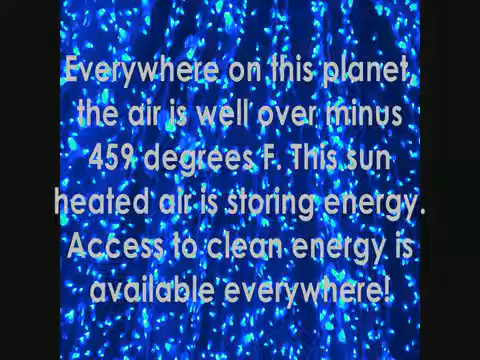 Everywhere on this planet,
the air is well over minus
459 degrees F. This sun
heated air is storing energy.
Access to clean energy is
available everywhere!